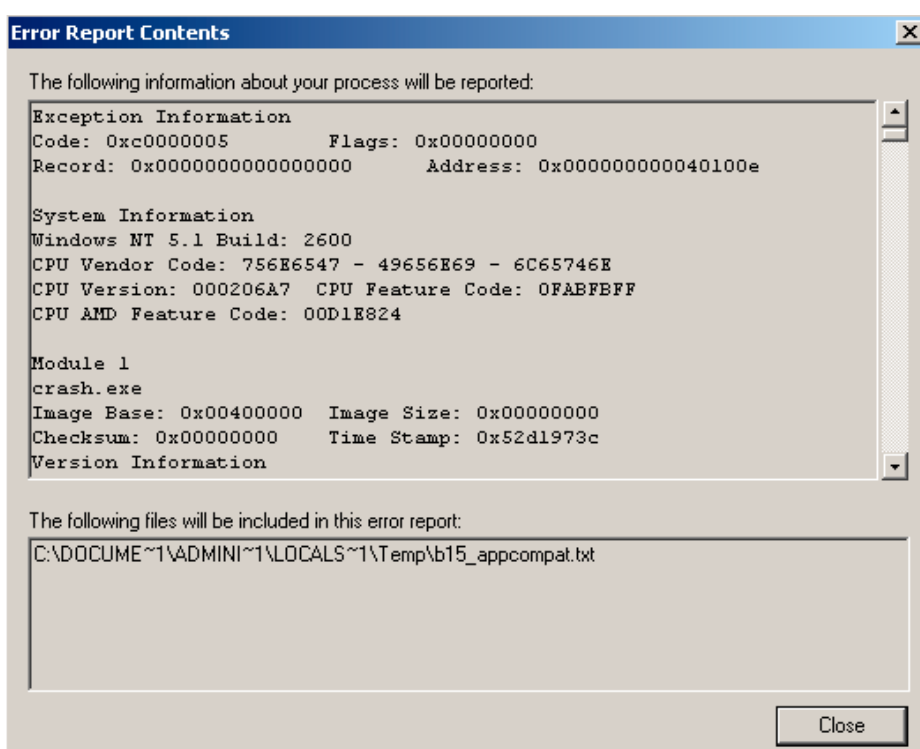 Error Report Contents
The following information about your process will be reported:
Exception Information
Code: 0xc0000005 Flags: 0x00000000
Record: 0x0000000000000000 Address: 0x000000000040100e
System Information
Windows NT 5.1 Build: 2600
CPU Vendor Code: 756E6547 - 49656E69 - 6C65746E
CPU Version: 000206A7 CPU Feature Code: 0FABFBFF
CPU AMD Feature Code: 00D1E824
Module 1
crash.exe
Image Base: 0x00400000 Image Size: 0x00000000
Checksum: 0x00000000 Time Stamp: 0x52d1973c
Version Information
The following files will be included in this error report:
C:\DOCUME~1\ADMINI~1\LOCALS~1\Temp\b15_appcompat.txt
Close